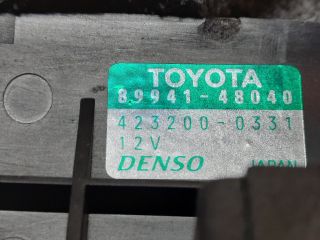 TOYOTA
89941-48040
423200-0331
12V
DENSO
JAPAN